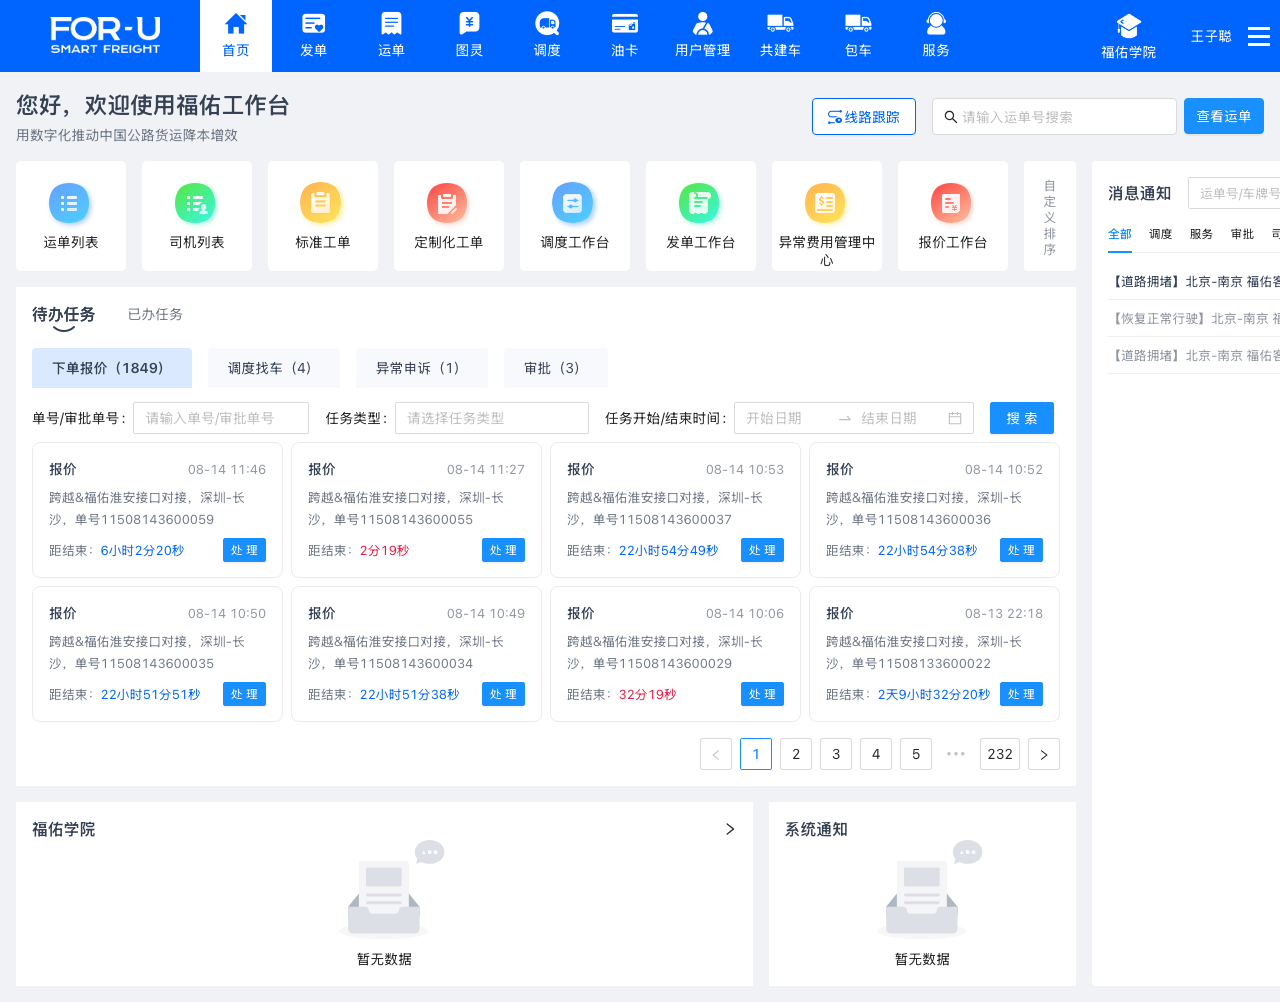 FOR-U
SMART FREIGHT
首页
发单
运单
图灵
调度
油卡
用户管理
共建车
包车
服务
福佑学院
王子聪
您好，欢迎使用福佑工作台
用数字化推动中国公路货运降本增效
线路跟踪
请输入运单号搜索
查看运单
运单列表
司机列表
标准工单
定制化工单
调度工作台
发单工作台
异常费用管理中
心
报价工作台
自
定
义
排
序
消息通知
运单号/车牌号
全部
调度
服务
审批
司
【道路拥堵】北京-南京 福佑客
【恢复正常行驶】北京-南京 福
【道路拥堵】北京-南京 福佑客
待办任务
已办任务
下单报价（1849）
调度找车（4）
异常申诉（1）
审批（3）
单号/审批单号：
请输入单号/审批单号
任务类型：
请选择任务类型
任务开始/结束时间：
开始日期
结束日期
搜 索
报价 08-14 11:46
跨越&福佑淮安接口对接，深圳-长
沙，单号11508143600059
距结束：6小时2分20秒 处 理
报价 08-14 11:27
跨越&福佑淮安接口对接，深圳-长
沙，单号11508143600055
距结束：2分19秒 处 理
报价 08-14 10:53
跨越&福佑淮安接口对接，深圳-长
沙，单号11508143600037
距结束：22小时54分49秒 处 理
报价 08-14 10:52
跨越&福佑淮安接口对接，深圳-长
沙，单号11508143600036
距结束：22小时54分38秒 处 理
报价 08-14 10:50
跨越&福佑淮安接口对接，深圳-长
沙，单号11508143600035
距结束：22小时51分51秒 处 理
报价 08-14 10:49
跨越&福佑淮安接口对接，深圳-长
沙，单号11508143600034
距结束：22小时51分38秒 处 理
报价 08-14 10:06
跨越&福佑淮安接口对接，深圳-长
沙，单号11508143600029
距结束：32分19秒 处 理
报价 08-13 22:18
跨越&福佑淮安接口对接，深圳-长
沙，单号11508133600022
距结束：2天9小时32分20秒 处 理
1 2 3 4 5 ••• 232
福佑学院
暂无数据
系统通知
暂无数据